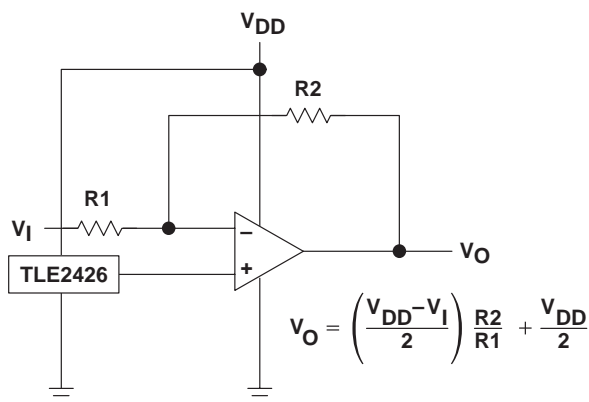 VDD
R2
R1
VI
−
TLE2426
+
VO
VO = ((VDD−VI)/2) R2/R1 + VDD/2